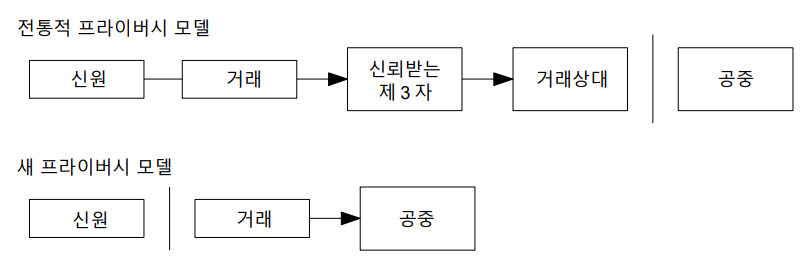 전통적 프라이버시 모델
신원
거래
신뢰받는
제 3 자
거래상대
공중
새 프라이버시 모델
신원
거래
공중